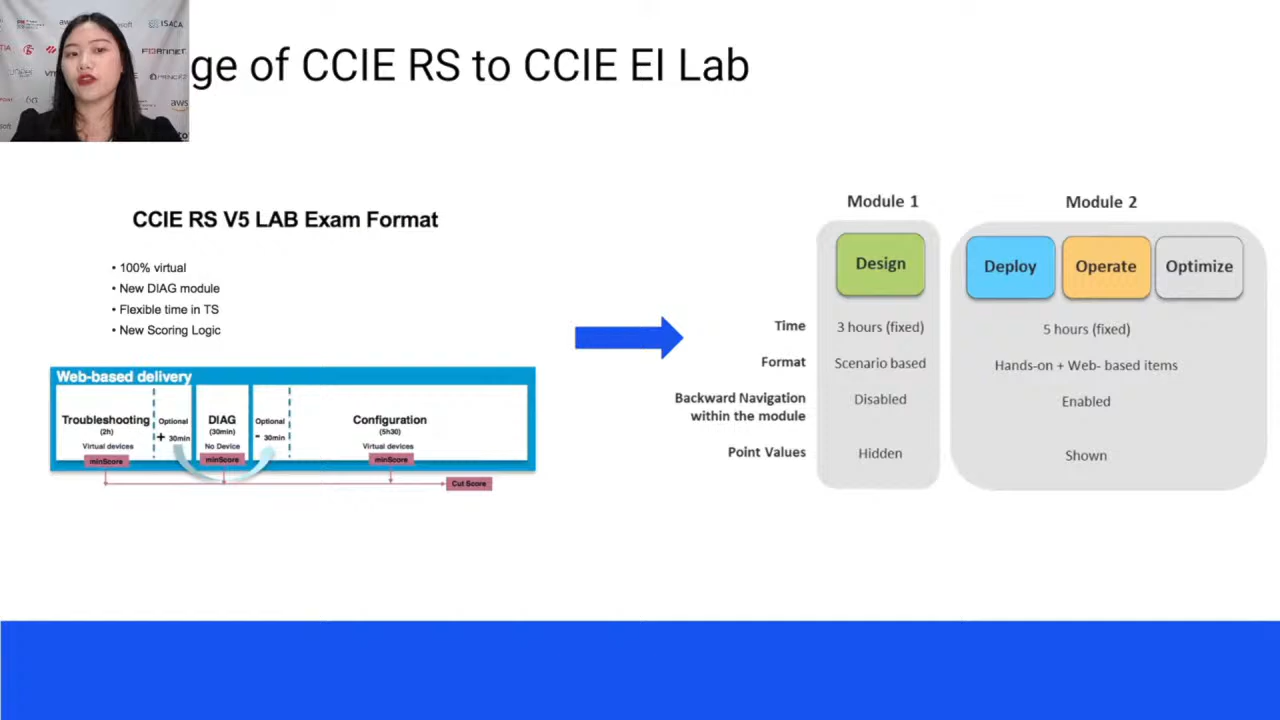 ISACA
FORTINET
aws
ge of CCIE RS to CCIE EI Lab
CCIE RS V5 LAB Exam Format
• 100% virtual
• New DIAG module
• Flexible time in TS
• New Scoring Logic
Web-based delivery
Troubleshooting
(2h)
Virtual devices
minScore
Optional
+ 30min
DIAG
(30min)
No Device
minScore
Optional
- 30min
Configuration
(5h30)
Virtual devices
minScore
Cut Score
Module 1
Module 2
Design
Deploy
Operate
Optimize
Time
3 hours (fixed)
5 hours (fixed)
Format
Scenario based
Hands-on + Web- based items
Backward Navigation
within the module
Disabled
Enabled
Point Values
Hidden
Shown